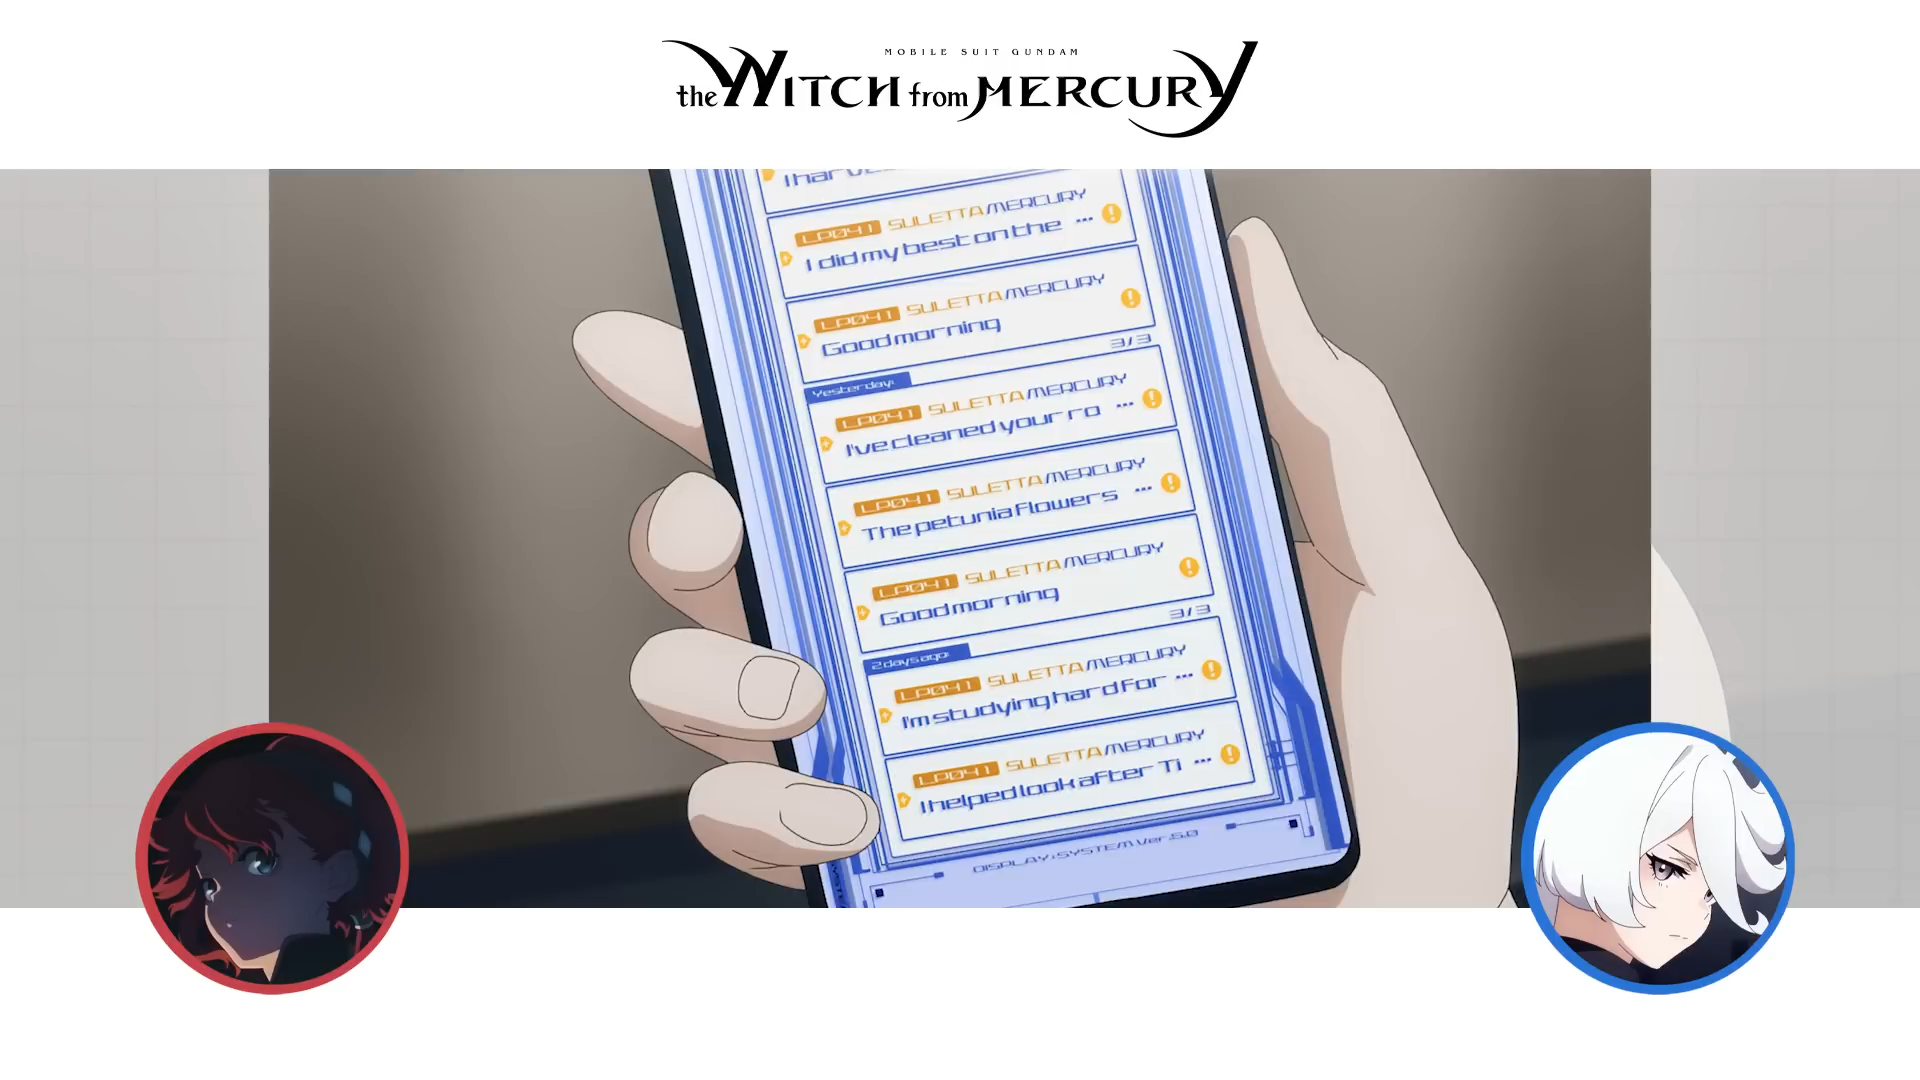 MOBILE SUIT GUNDAM
the WITCH from MERCURY
LP041 SULETTA/MERCURY
I did my best on the ...
LP041 SULETTA/MERCURY
Good morning
3/3
Yesterday:
LP041 SULETTA/MERCURY
I've cleaned your ro ...
LP041 SULETTA/MERCURY
The petunia flowers ...
LP041 SULETTA/MERCURY
Good morning
3/3
2 days ago:
LP041 SULETTA/MERCURY
I'm studying hard for ...
LP041 SULETTA/MERCURY
I helped look after Ti ...
DISPLAY:SYSTEM Ver.5.0